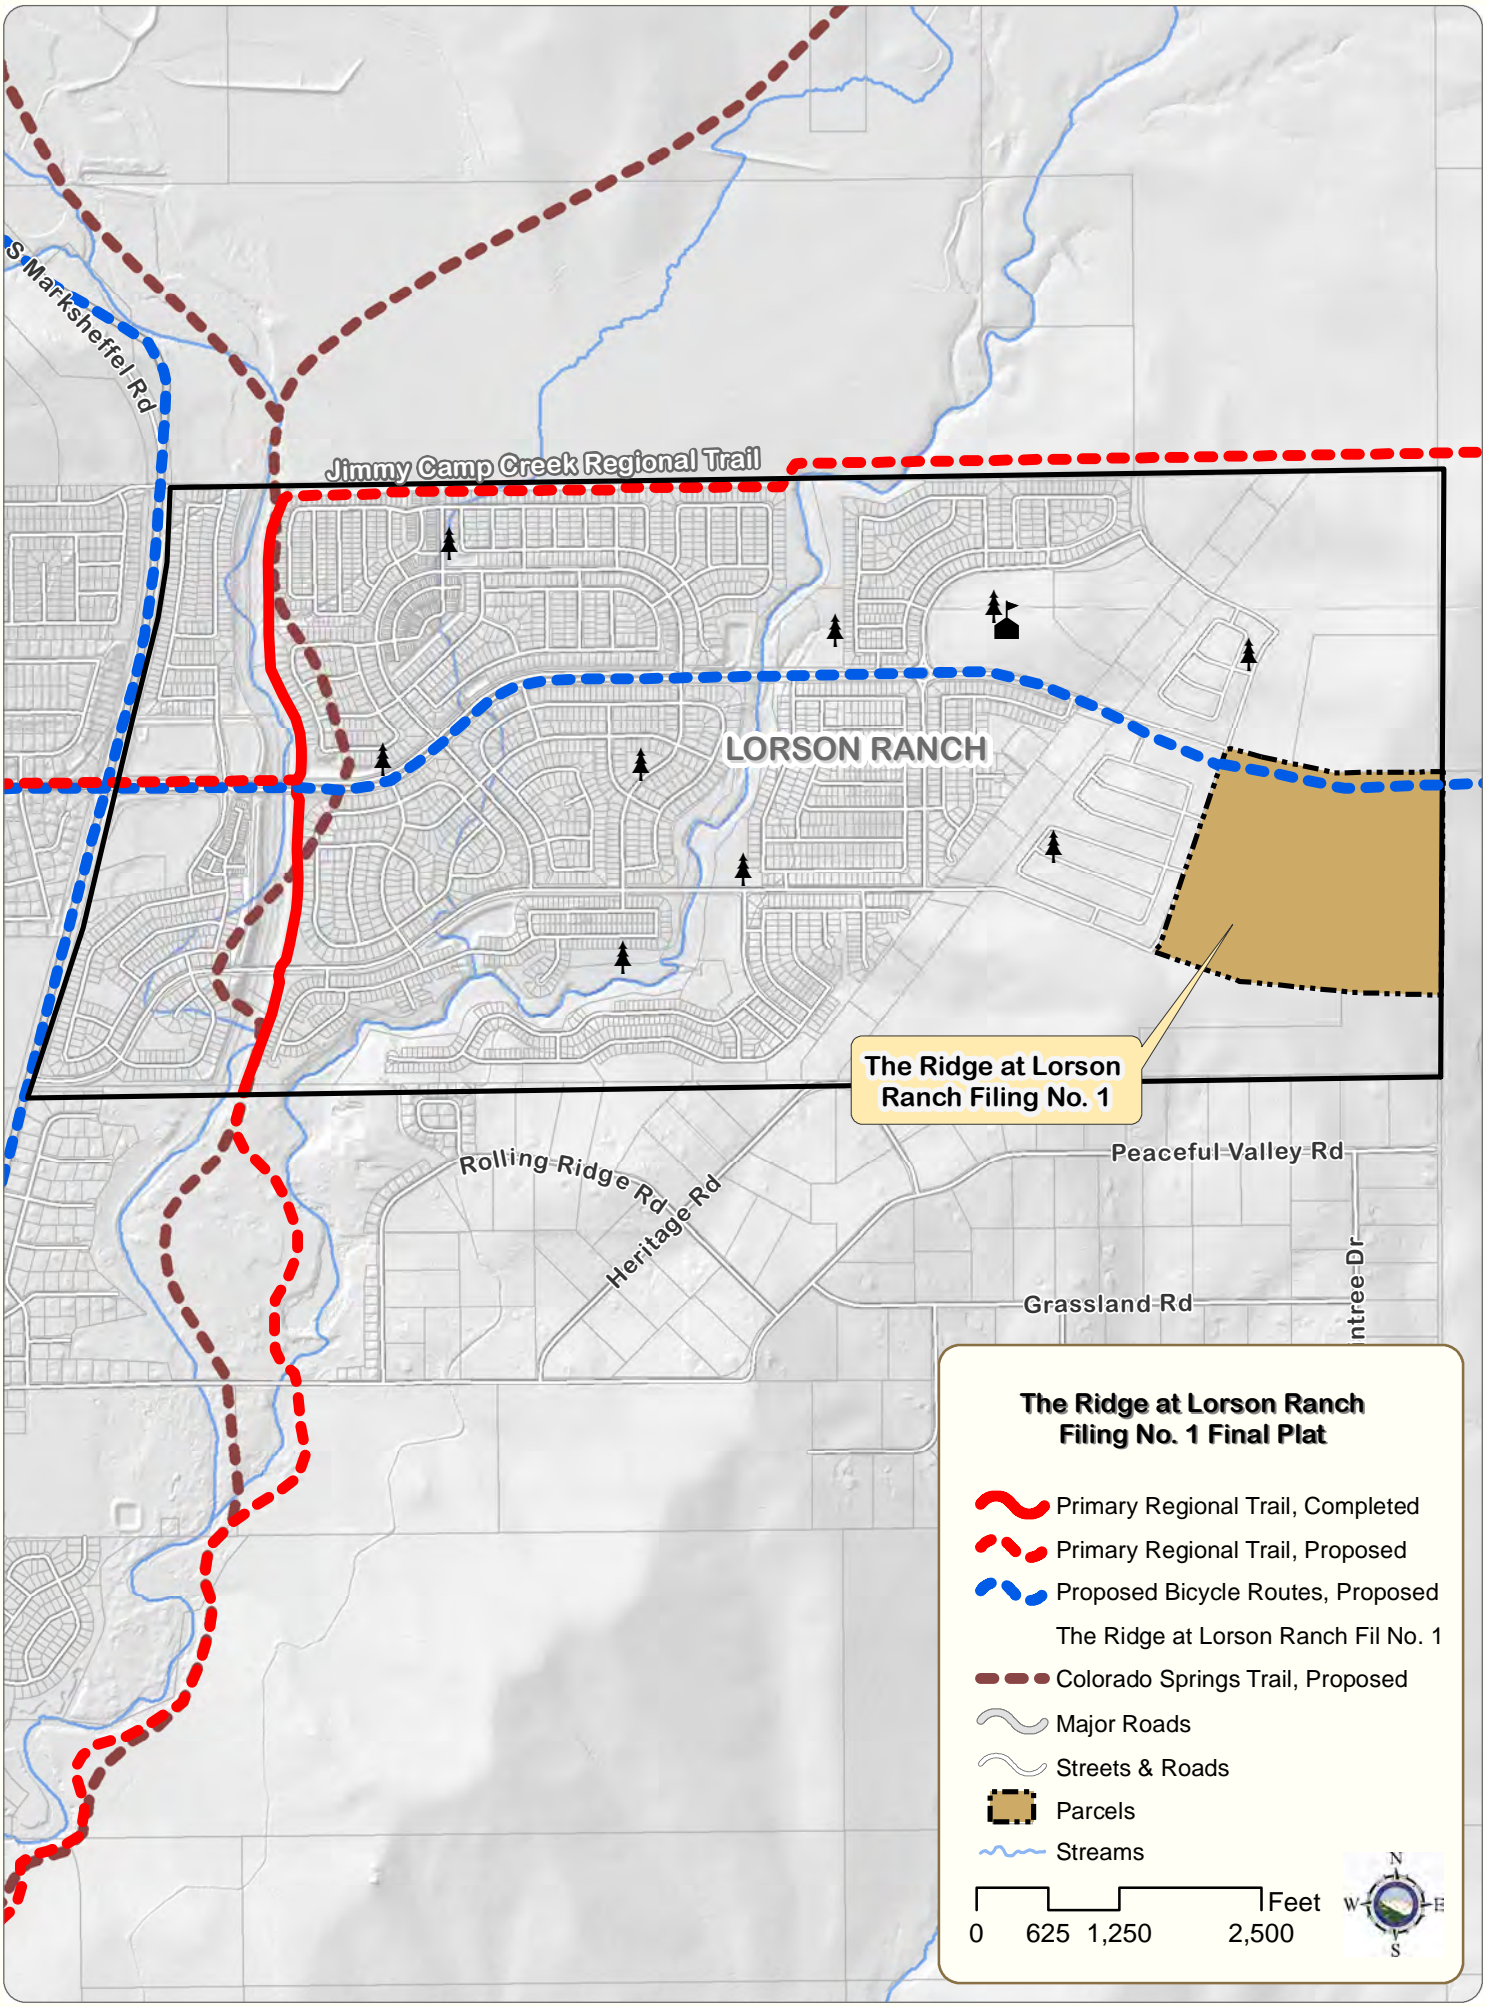 S Marksheffel Rd
Jimmy Camp Creek Regional Trail
LORSON RANCH
The Ridge at Lorson
Ranch Filing No. 1
Peaceful Valley Rd
Rolling Ridge Rd
Heritage Rd
Grassland Rd
ntree Dr
The Ridge at Lorson Ranch
Filing No. 1 Final Plat
Primary Regional Trail, Completed
Primary Regional Trail, Proposed
Proposed Bicycle Routes, Proposed
The Ridge at Lorson Ranch Fil No. 1
Colorado Springs Trail, Proposed
Major Roads
Streets & Roads
Parcels
Streams
Feet
0 625 1,250 2,500
N
W E
S